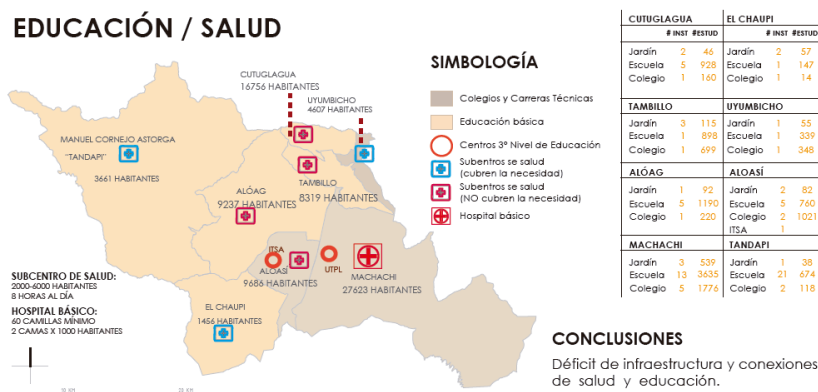 EDUCACIÓN / SALUD
CUTUGLAGUA
16756 HABITANTES
UYUMBICHO
4607 HABITANTES
MANUEL CORNEJO ASTORGA
"TANDAPI"
3661 HABITANTES
TAMBILLO
8319 HABITANTES
ALÓAG
9237 HABITANTES
ITSA
ALOASÍ
9686 HABITANTES
UTPL
MACHACHI
27623 HABITANTES
EL CHAUPI
1456 HABITANTES
SUBCENTRO DE SALUD:
2000-6000 HABITANTES
8 HORAS AL DÍA
HOSPITAL BÁSICO:
60 CAMILLAS MÍNIMO
2 CAMAS X 1000 HABITANTES
10 KM
25 KM
SIMBOLOGÍA
Colegios y Carreras Técnicas
Educación básica
Centros 3º Nivel de Educación
Subentros se salud
(cubren la necesidad)
Subentros se salud
(NO cubren la necesidad)
Hospital básico
CUTUGLAGUA EL CHAUPI
# INST #ESTUD # INST #ESTUD
Jardín 2 46 Jardín 2 57
Escuela 5 928 Escuela 1 147
Colegio 1 160 Colegio 1 14
TAMBILLO UYUMBICHO
Jardín 3 115 Jardín 1 55
Escuela 1 898 Escuela 1 339
Colegio 1 699 Colegio 1 348
ALÓAG ALOASÍ
Jardín 1 92 Jardín 2 82
Escuela 5 1190 Escuela 5 760
Colegio 1 220 Colegio 2 1021
ITSA 1
MACHACHI TANDAPI
Jardín 3 539 Jardín 1 38
Escuela 13 3635 Escuela 21 674
Colegio 5 1776 Colegio 2 118
CONCLUSIONES
Déficit de infraestructura y conexiones
de salud y educación.